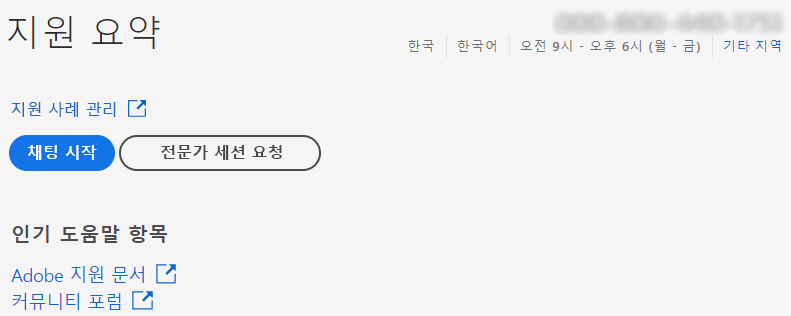 지원 요약
한국 한국어 오전 9시 - 오후 6시 (월 - 금) 기타 지역
지원 사례 관리
채팅 시작 전문가 세션 요청
인기 도움말 항목
Adobe 지원 문서
커뮤니티 포럼